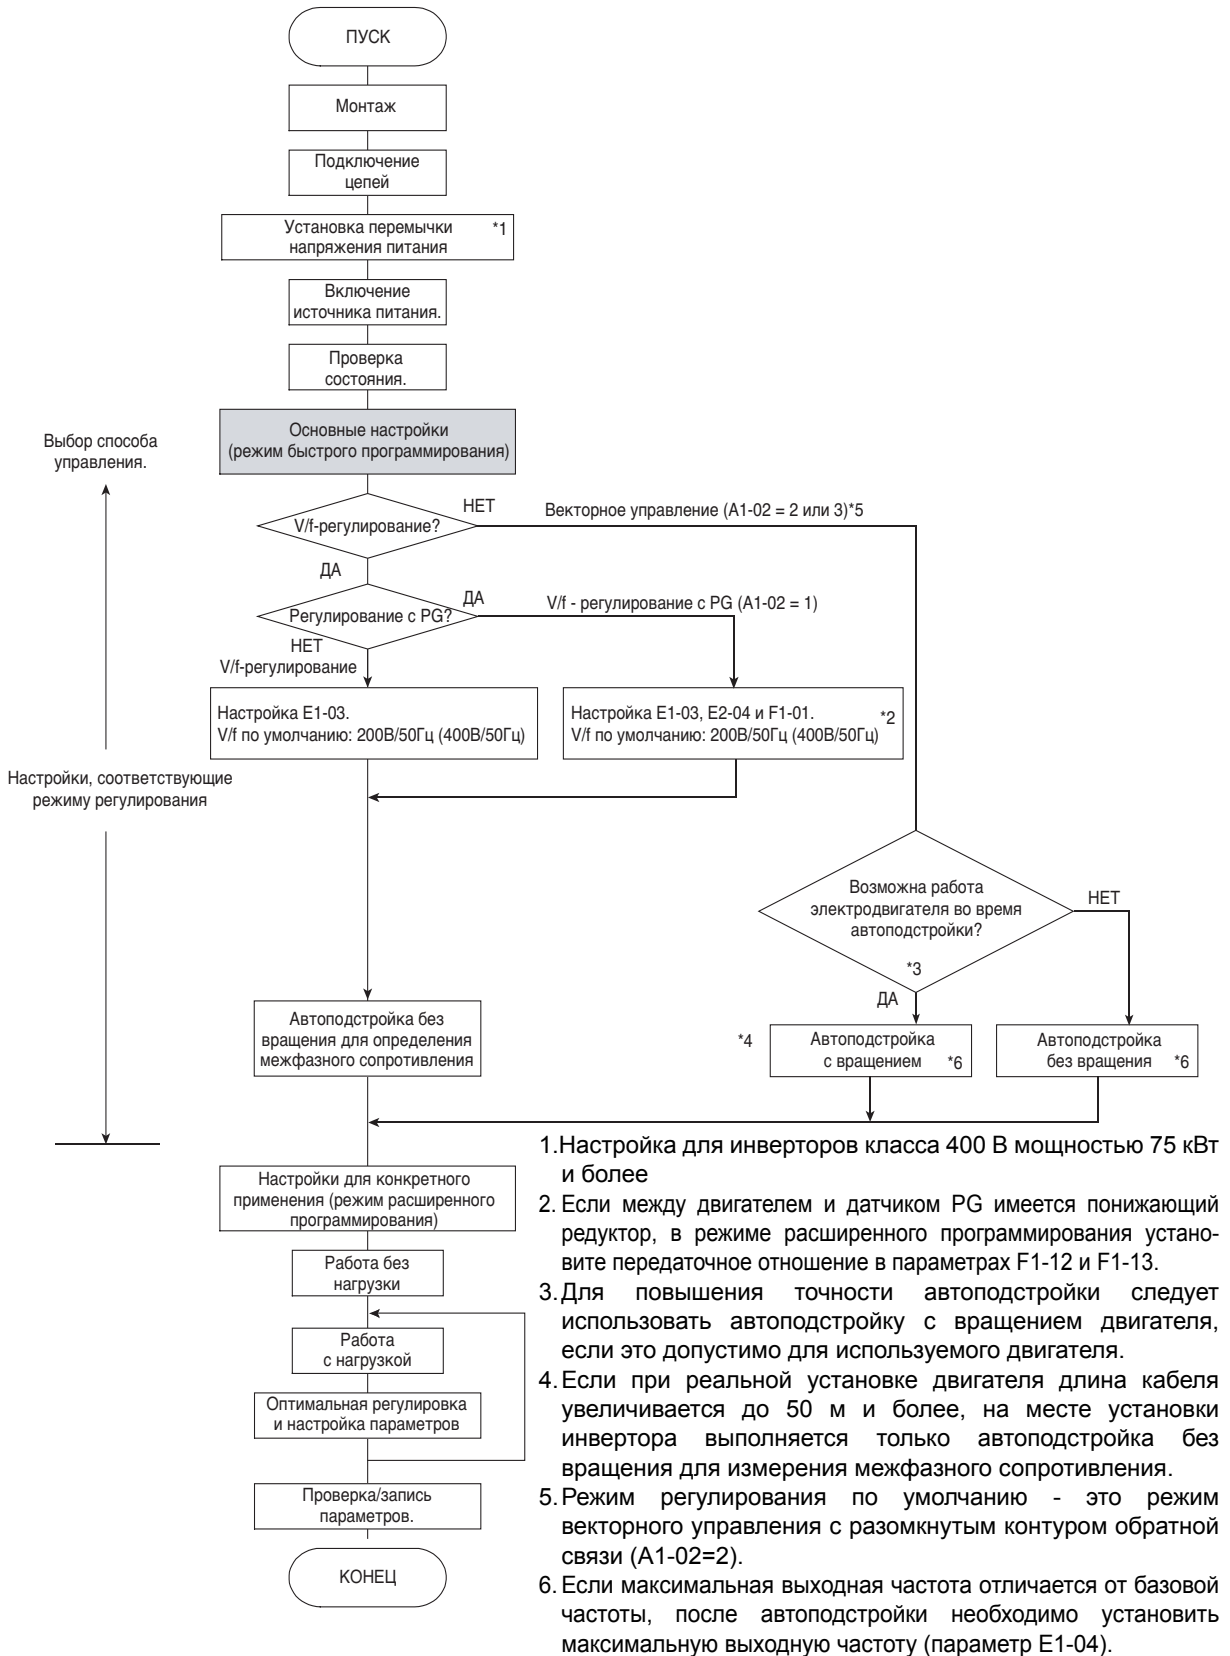 ПУСК
Монтаж
Подключение
цепей
Установка перемычки
напряжения питания
*1
Включение
источника питания.
Проверка
состояния.
Основные настройки
(режим быстрого программирования)
Выбор способа
управления.
V/f-регулирование?
НЕТ
Векторное управление (A1-02 = 2 или 3)*5
ДА
Регулирование с PG?
ДА
V/f - регулирование с PG (A1-02 = 1)
НЕТ
V/f-регулирование
Настройка E1-03.
V/f по умолчанию: 200В/50Гц (400В/50Гц)
Настройка E1-03, E2-04 и F1-01.
V/f по умолчанию: 200В/50Гц (400В/50Гц)
*2
Настройки, соответствующие
режиму регулирования
Возможна работа
электродвигателя во время
автоподстройки?
*3
НЕТ
ДА
Автоподстройка без
вращения для определения
межфазного сопротивления
*4
Автоподстройка
с вращением
*6
Автоподстройка
без вращения
*6
Настройки для конкретного
применения (режим расширенного
программирования)
Работа без
нагрузки
Работа
с нагрузкой
Оптимальная регулировка
и настройка параметров
Проверка/запись
параметров.
КОНЕЦ
1.Настройка для инверторов класса 400 В мощностью 75 кВт
и более
2. Если между двигателем и датчиком PG имеется понижающий
редуктор, в режиме расширенного программирования устано-
вите передаточное отношение в параметрах F1-12 и F1-13.
3. Для повышения точности автоподстройки следует
использовать автоподстройку с вращением двигателя,
если это допустимо для используемого двигателя.
4. Если при реальной установке двигателя длина кабеля
увеличивается до 50 м и более, на месте установки
инвертора выполняется только автоподстройка без
вращения для измерения межфазного сопротивления.
5. Режим регулирования по умолчанию - это режим
векторного управления с разомкнутым контуром обратной
связи (A1-02=2).
6. Если максимальная выходная частота отличается от базовой
частоты, после автоподстройки необходимо установить
максимальную выходную частоту (параметр E1-04).